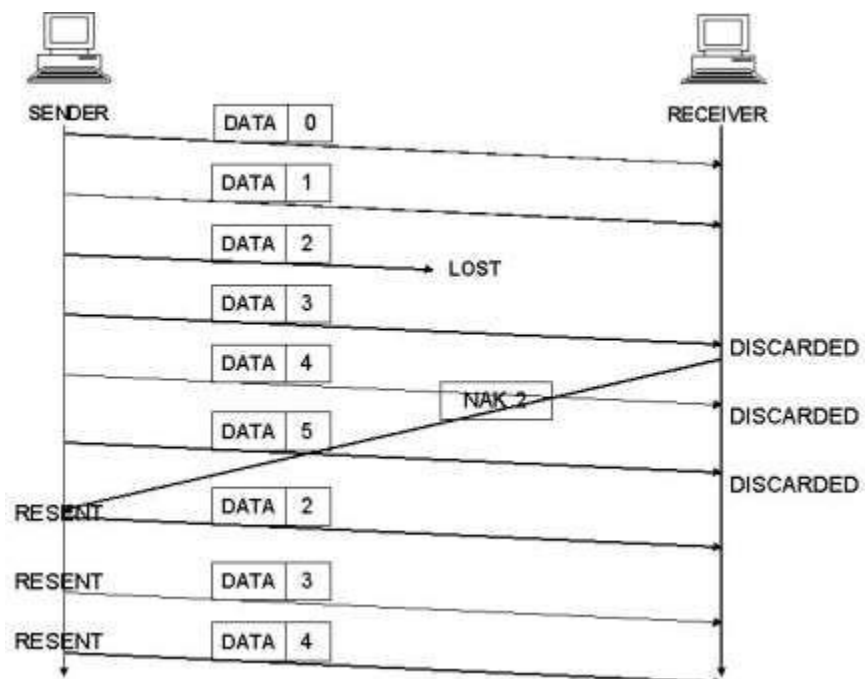 SENDER
RECEIVER
DATA 0
DATA 1
DATA 2
LOST
DATA 3
DISCARDED
DATA 4
NAK 2
DISCARDED
DATA 5
DISCARDED
RESENT
DATA 2
RESENT
DATA 3
RESENT
DATA 4